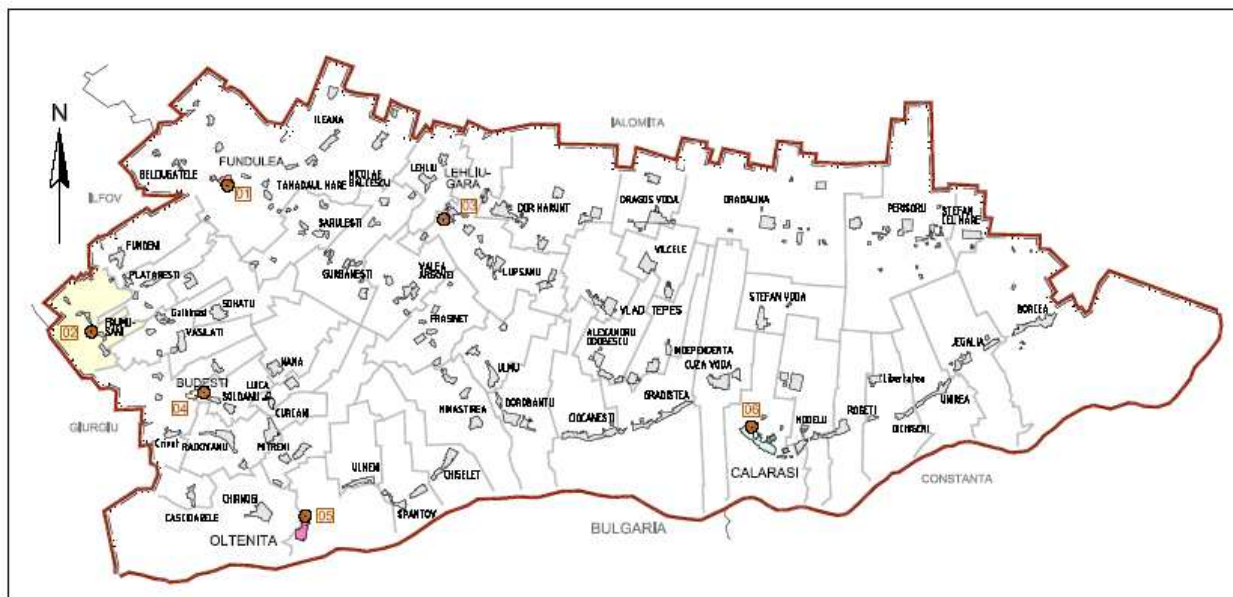 N
ILEANA
IALOMITA
FUNDULEA
BELCIUGATELE
01
TAMADAUL MARE
NICOLAE
BALCESCU
LEHLIU
LEHLIU-
GARA
03
DOR MARUNT
DRAGOS VODA
DRAGALINA
PERISORU
STEFAN
CEL MARE
ILFOV
SARULESTI
FUNDENI
PLATARESTI
GURBANESTI
VALEA
ARGOVEI
LUPSANU
VILCELE
STEFAN VODA
BORCEA
Galbinasi
SOHATU
VASILATI
02
FRUMU-
SANI
FRASINET
VLAD TEPES
ALEXANDRU
ODOBESCU
INDEPENDENTA
CUZA VODA
JEGALIA
NANA
ULMU
BUDESTI
LUICA
SOLDANU
04
CURCANI
MINASTIREA
DOROBANTU
CIOCANESTI
GRADISTEA
Libertatea
UNIREA
ROSETI
DICHISENI
MODELU
06
GIURGIU
Crivat
RADOVANU
MITRENI
CALARASI
CONSTANTA
ULMENI
CHISELET
SPANTOV
CHIRNOGI
CASCIOARELE
05
OLTENITA
BULGARIA